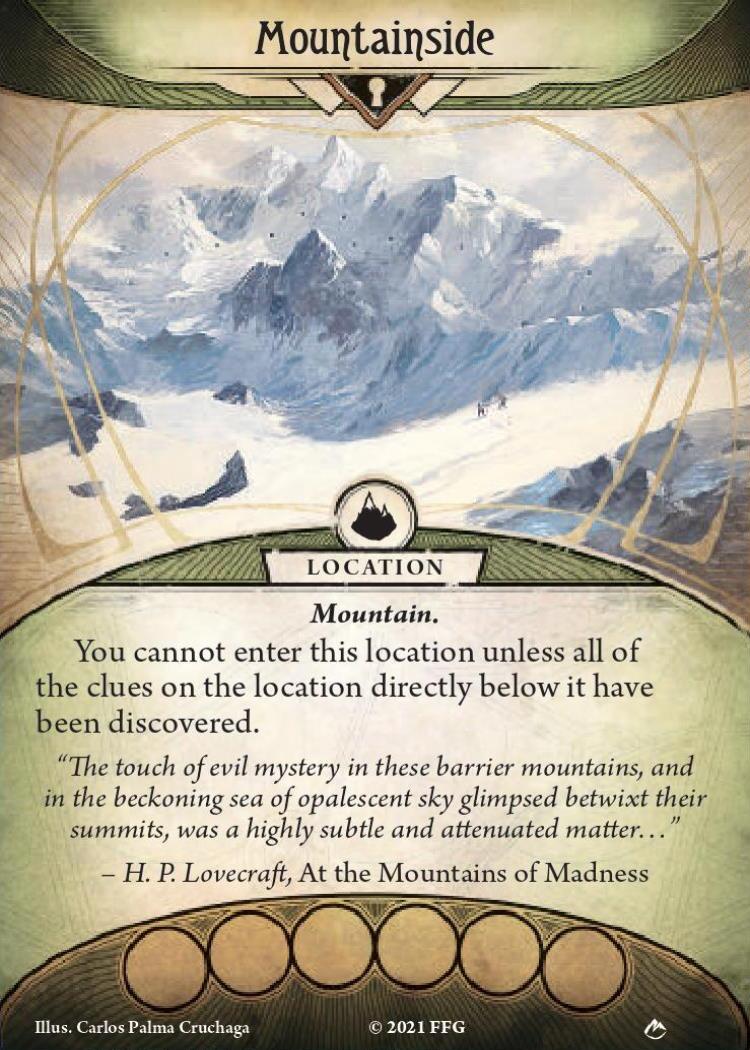 Mountainside
LOCATION
Mountain.
You cannot enter this location unless all of
the clues on the location directly below it have
been discovered.
“The touch of evil mystery in these barrier mountains, and
in the beckoning sea of opalescent sky glimpsed betwixt their
summits, was a highly subtle and attenuated matter…”
– H. P. Lovecraft, At the Mountains of Madness
Illus. Carlos Palma Cruchaga
© 2021 FFG